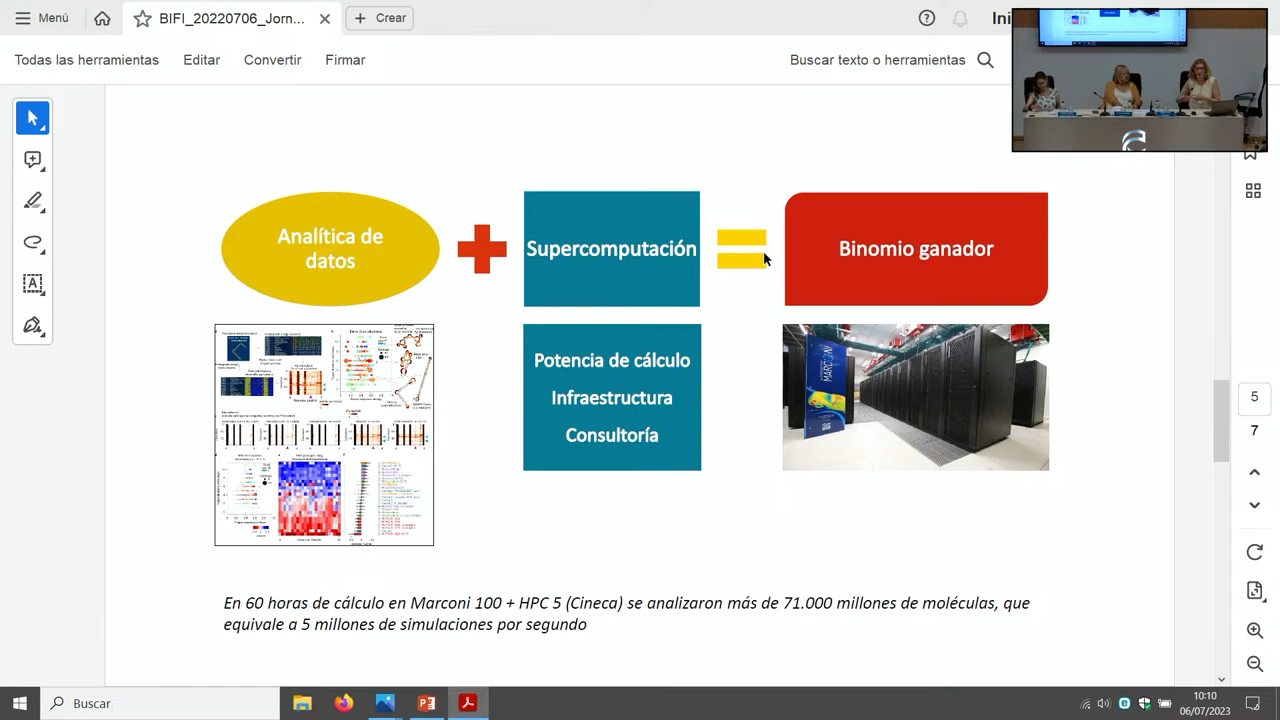 Menú
BIFI_20220706_Jorn...
Crear
Ini
Todas las herramientas
Editar
Convertir
Firmar
Buscar texto o herramientas
Analítica de
datos
Supercomputación
Binomio ganador
Potencia de cálculo
Infraestructura
Consultoría
MARCONI
En 60 horas de cálculo en Marconi 100 + HPC 5 (Cineca) se analizaron más de 71.000 millones de moléculas, que
equivale a 5 millones de simulaciones por segundo
5
7
Buscar
10:10
06/07/2023